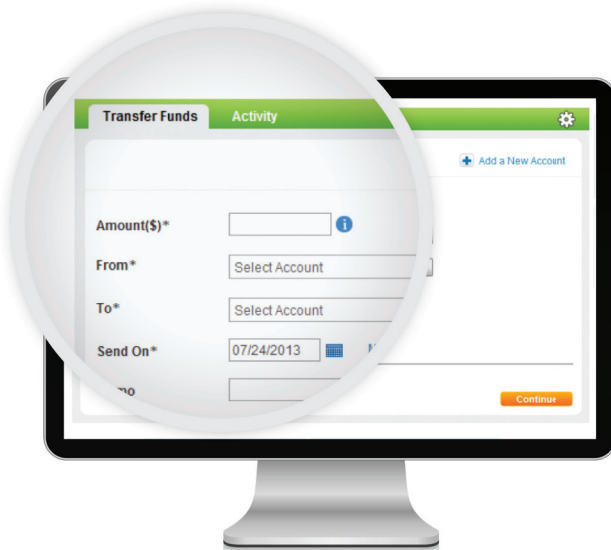 Transfer Funds Activity
Add a New Account
Amount($)*
From* Select Account
To* Select Account
Send On* 07/24/2013
Continue